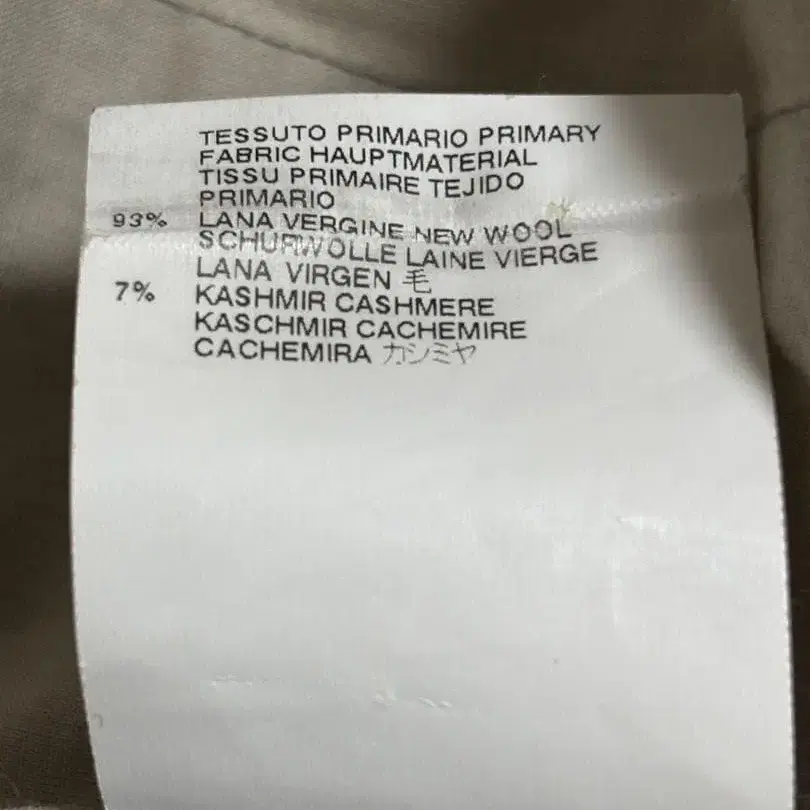 TESSUTO PRIMARIO PRIMARY
FABRIC HAUPTMATERIAL
TISSU PRIMAIRE TEJIDO
PRIMARIO
93% LANA VERGINE NEW WOOL
SCHURWOLLE LAINE VIERGE
LANA VIRGEN 毛
7% KASHMIR CASHMERE
KASCHMIR CACHEMIRE
CACHEMIRA カシミヤ